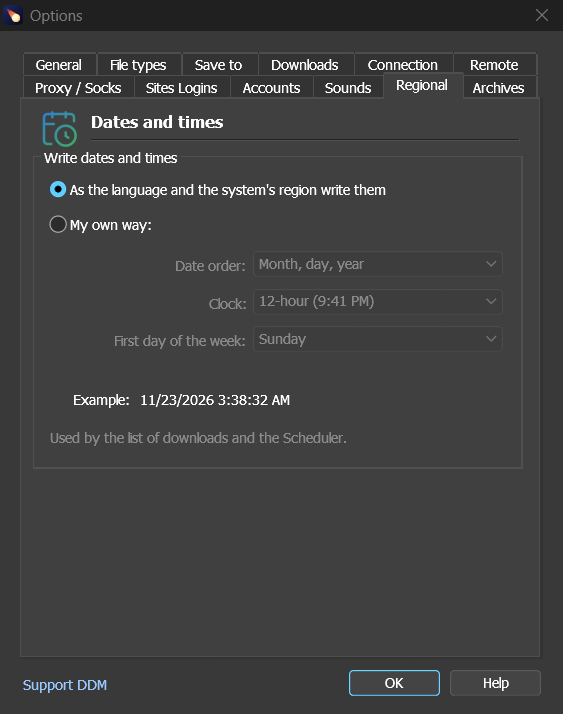 Options
General
File types
Save to
Downloads
Connection
Remote
Proxy / Socks
Sites Logins
Accounts
Sounds
Regional
Archives
Dates and times
Write dates and times
As the language and the system's region write them
My own way:
Date order: Month, day, year
Clock: 12-hour (9:41 PM)
First day of the week: Sunday
Example: 11/23/2026 3:38:32 AM
Used by the list of downloads and the Scheduler.
Support DDM
OK
Help